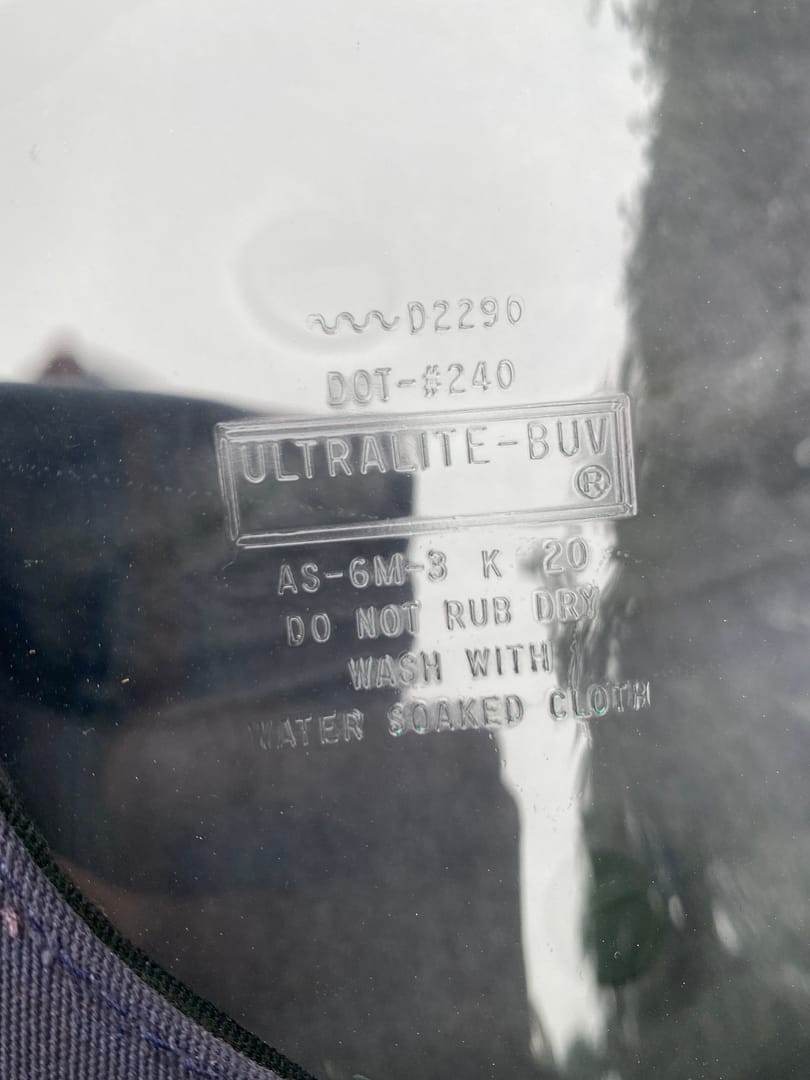 D2290
DOT-#240
ULTRALITE-BUV
®
AS-6M-3 K 20
DO NOT RUB DRY
WASH WITH
WATER SOAKED CLOTH